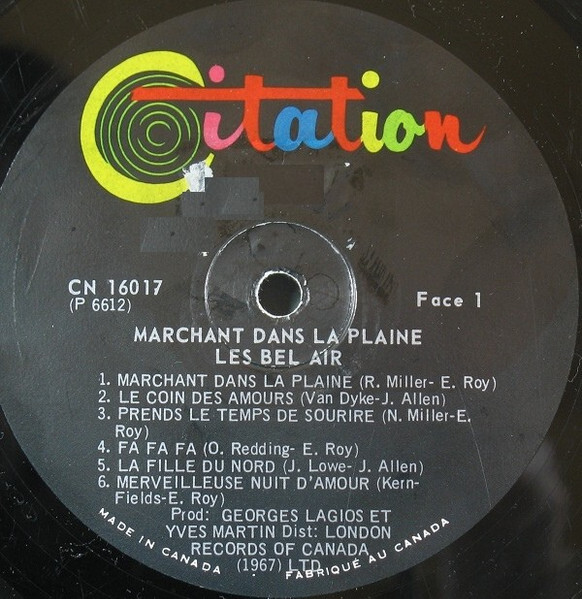 Citation
CN 16017
(P 6612)
Face 1
MARCHANT DANS LA PLAINE
LES BEL AIR
1. MARCHANT DANS LA PLAINE (R. Miller- E. Roy)
2. LE COIN DES AMOURS (Van Dyke-J. Allen)
3. PRENDS LE TEMPS DE SOURIRE (N. Miller-E.
Roy)
4. FA FA FA (O. Redding- E. Roy)
5. LA FILLE DU NORD (J. Lowe- J. Allen)
6. MERVEILLEUSE NUIT D'AMOUR (Kern-
Fields-E. Roy)
Prod: GEORGES LAGIOS ET
YVES MARTIN Dist: LONDON
RECORDS OF CANADA
(1967) LTD.
MADE IN CANADA
FABRIQUÉ AU CANADA